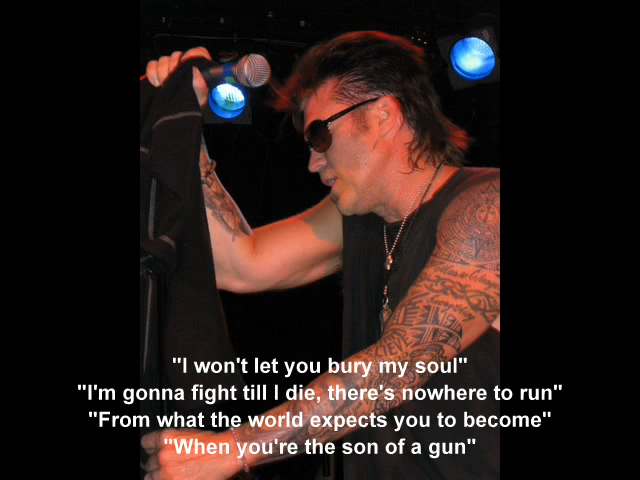 "I won't let you bury my soul"
"I'm gonna fight till I die, there's nowhere to run"
"From what the world expects you to become"
"When you're the son of a gun"